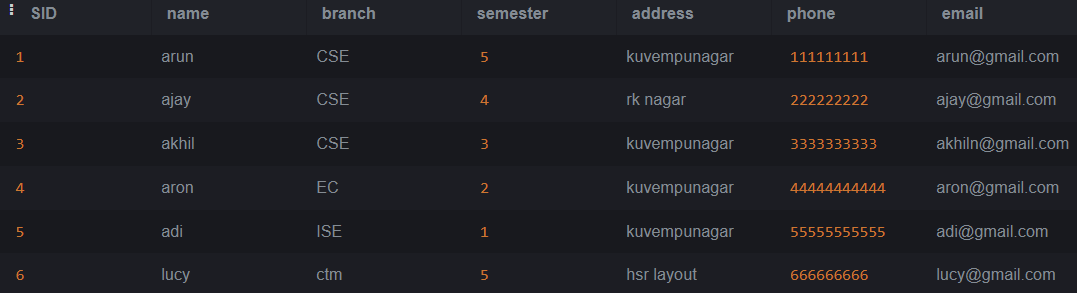 SID name branch semester address phone email
1 arun CSE 5 kuvempunagar 111111111 arun@gmail.com
2 ajay CSE 4 rk nagar 222222222 ajay@gmail.com
3 akhil CSE 3 kuvempunagar 3333333333 akhiln@gmail.com
4 aron EC 2 kuvempunagar 44444444444 aron@gmail.com
5 adi ISE 1 kuvempunagar 55555555555 adi@gmail.com
6 lucy ctm 5 hsr layout 666666666 lucy@gmail.com